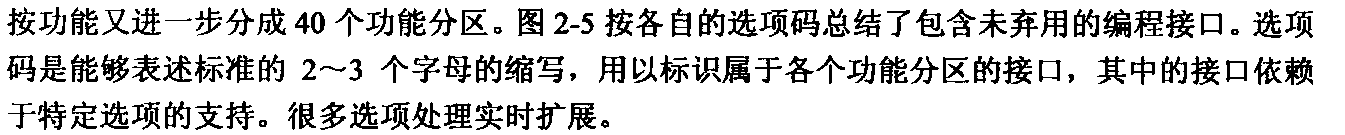 按功能又进一步分成 40 个功能分区。图 2-5 按各自的选项码总结了包含未弃用的编程接口。选项
码是能够表述标准的 2～3 个字母的缩写，用以标识属于各个功能分区的接口，其中的接口依赖
于特定选项的支持。很多选项处理实时扩展。